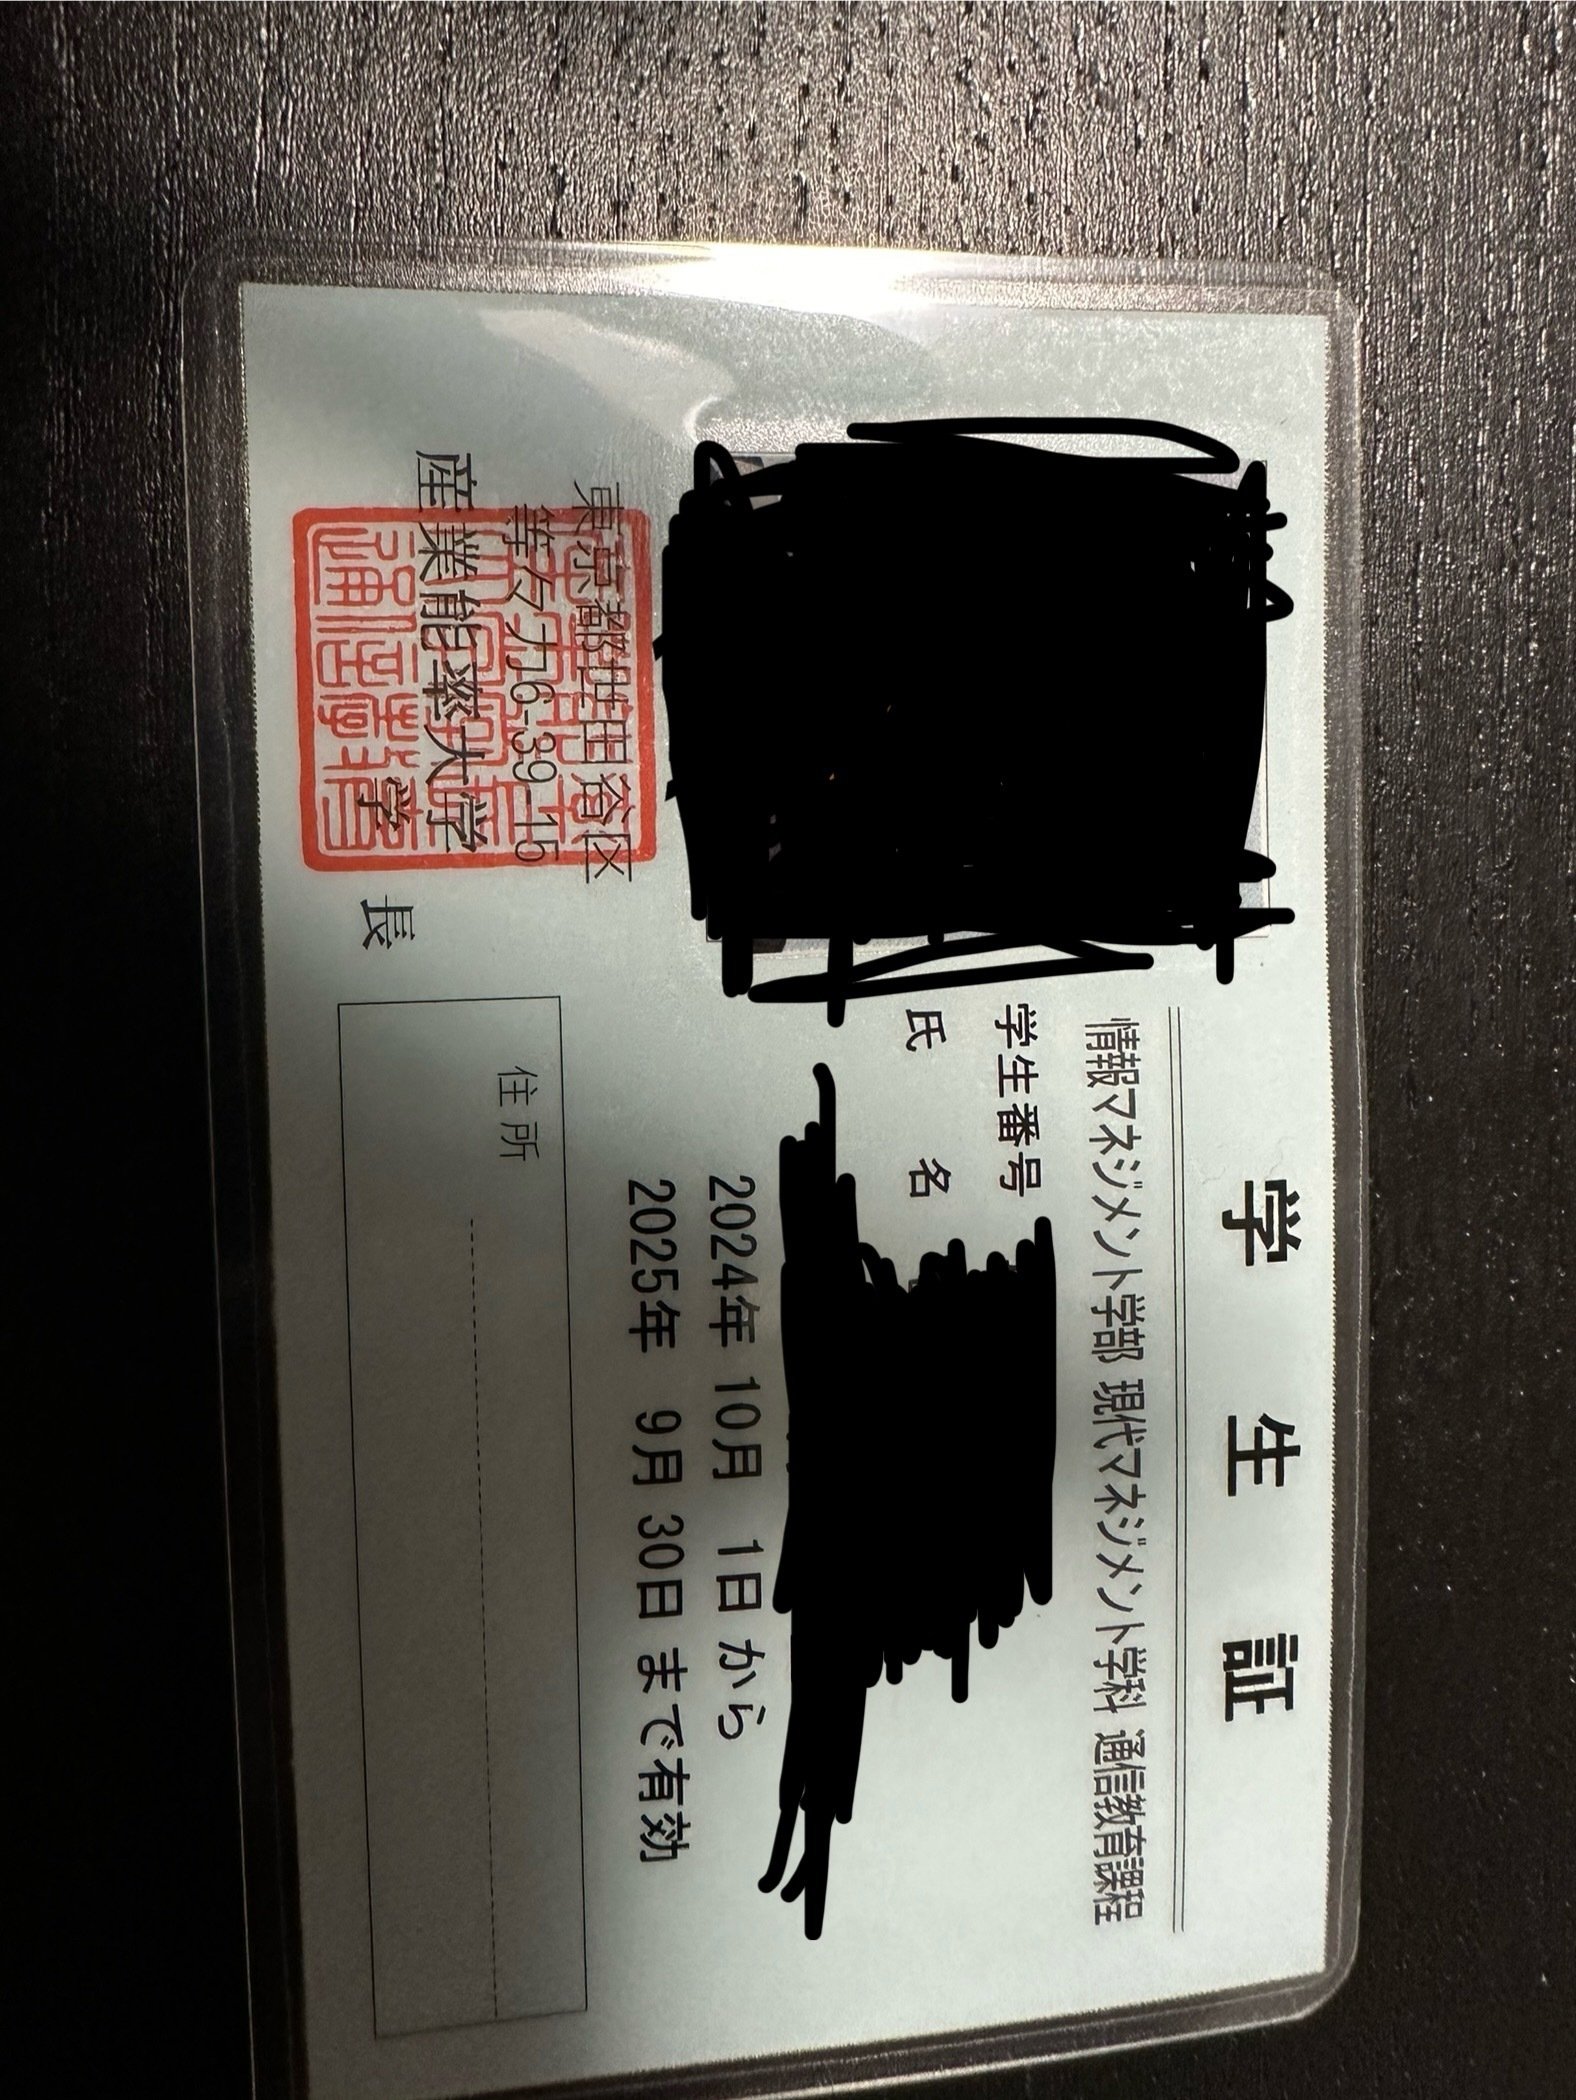 学生証
情報マネジメント学部 現代マネジメント学科 通信教育課程
学生番号
氏名
2024年 10月 1日 から
2025年 9月 30日 まで有効
東京都世田谷区
等々力6-39-15
産業能率大学
学長
住所